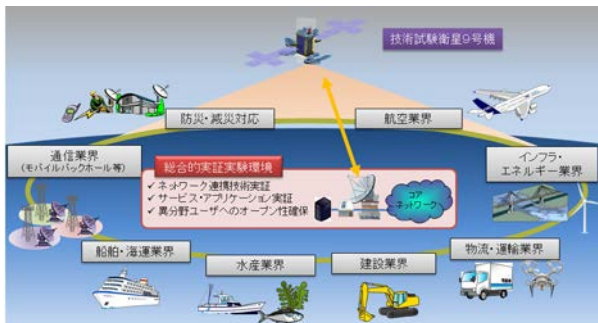 技術試験衛星9号機
防災・減災対応
航空業界
通信業界
(モバイルバックホール等)
総合的実証実験環境
✓ ネットワーク連携技術実証
✓ サービス・アプリケーション実証
✓ 異分野ユーザへのオープン性確保
コア
ネットワークへ
インフラ・
エネルギー業界
船舶・海運業界
水産業界
建設業界
物流・運輸業界